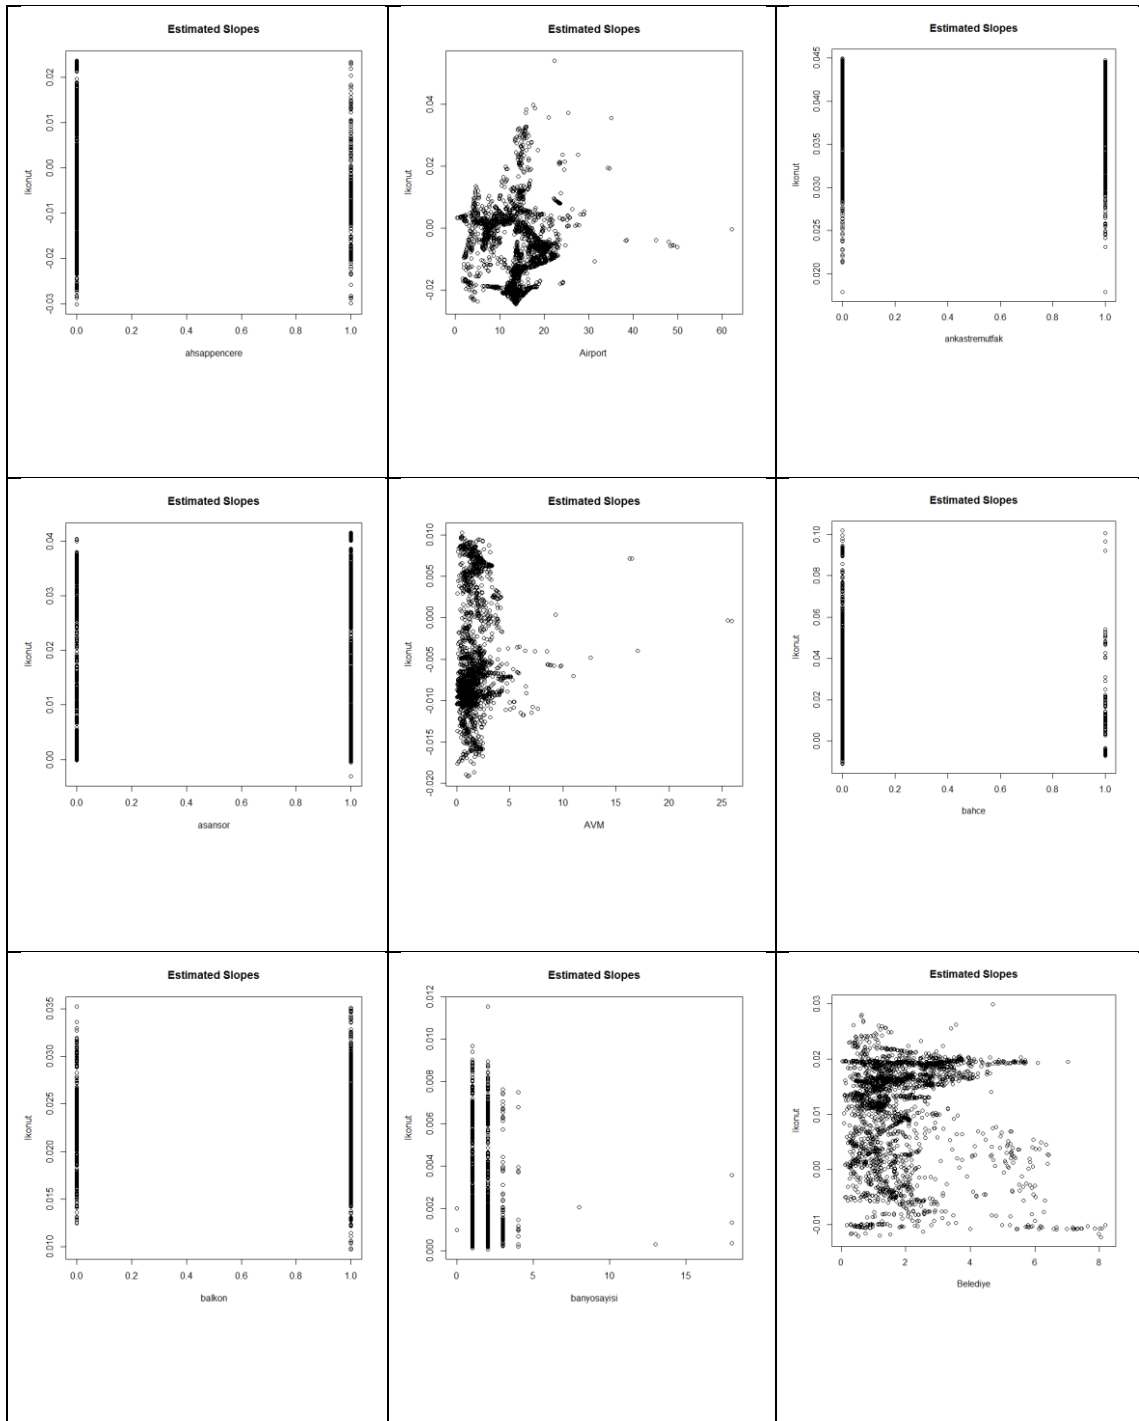 Estimated Slopes
lkonut
0.02
0.01
0.00
-0.01
-0.02
-0.03
0.0 0.2 0.4 0.6 0.8 1.0
ahsappencere
Estimated Slopes
lkonut
0.04
0.02
0.00
-0.02
0 10 20 30 40 50 60
Airport
Estimated Slopes
lkonut
0.045
0.040
0.035
0.030
0.025
0.020
0.0 0.2 0.4 0.6 0.8 1.0
ankastremutfak
Estimated Slopes
lkonut
0.04
0.03
0.02
0.01
0.00
0.0 0.2 0.4 0.6 0.8 1.0
asansor
Estimated Slopes
lkonut
0.010
0.005
0.000
-0.005
-0.010
-0.015
-0.020
0 5 10 15 20 25
AVM
Estimated Slopes
lkonut
0.10
0.08
0.06
0.04
0.02
0.00
0.0 0.2 0.4 0.6 0.8 1.0
bahce
Estimated Slopes
lkonut
0.035
0.030
0.025
0.020
0.015
0.010
0.0 0.2 0.4 0.6 0.8 1.0
balkon
Estimated Slopes
lkonut
0.012
0.010
0.008
0.006
0.004
0.002
0.000
0 5 10 15
banyosayisi
Estimated Slopes
lkonut
0.03
0.02
0.01
0.00
-0.01
0 2 4 6 8
Belediye